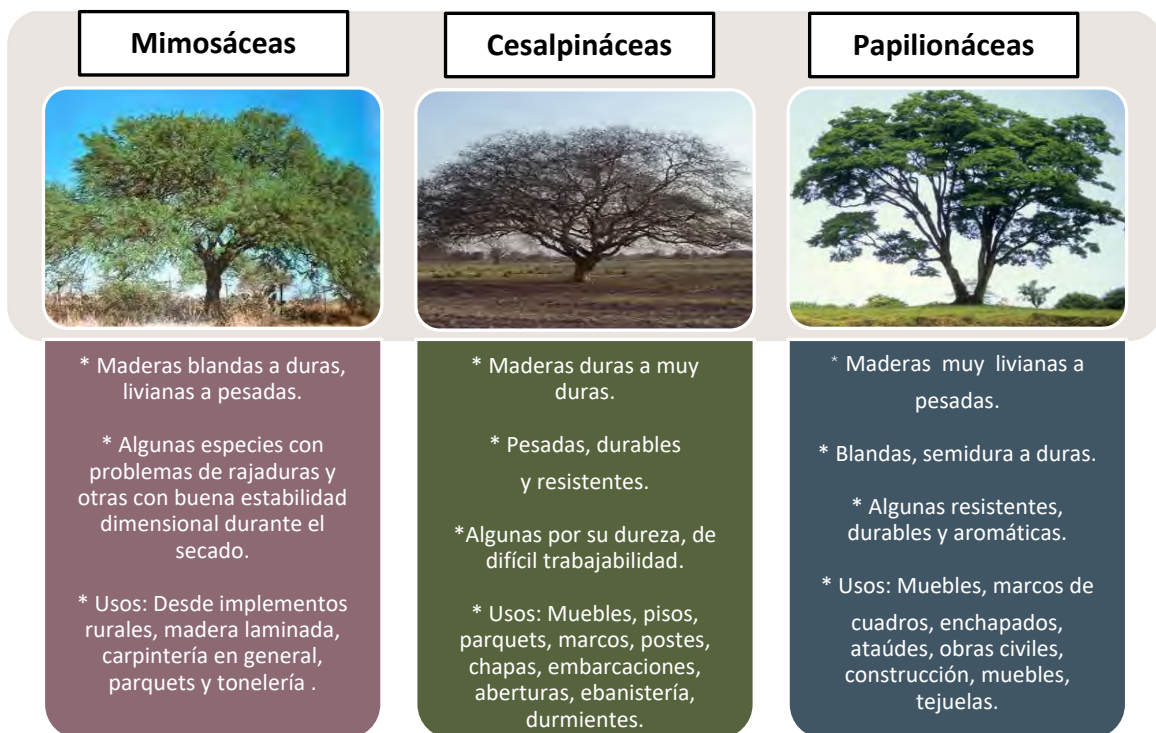 Mimosáceas
Cesalpináceas
Papilionáceas
* Maderas blandas a duras,
livianas a pesadas.
* Algunas especies con
problemas de rajaduras y
otras con buena estabilidad
dimensional durante el
secado.
* Usos: Desde implementos
rurales, madera laminada,
carpintería en general,
parquets y tonelería .
* Maderas duras a muy
duras.
* Pesadas, durables
y resistentes.
*Algunas por su dureza, de
difícil trabajabilidad.
* Usos: Muebles, pisos,
parquets, marcos, postes,
chapas, embarcaciones,
aberturas, ebanistería,
durmientes.
* Maderas muy livianas a
pesadas.
* Blandas, semidura a duras.
* Algunas resistentes,
durables y aromáticas.
* Usos: Muebles, marcos de
cuadros, enchapados,
ataúdes, obras civiles,
construcción, muebles,
tejuelas.